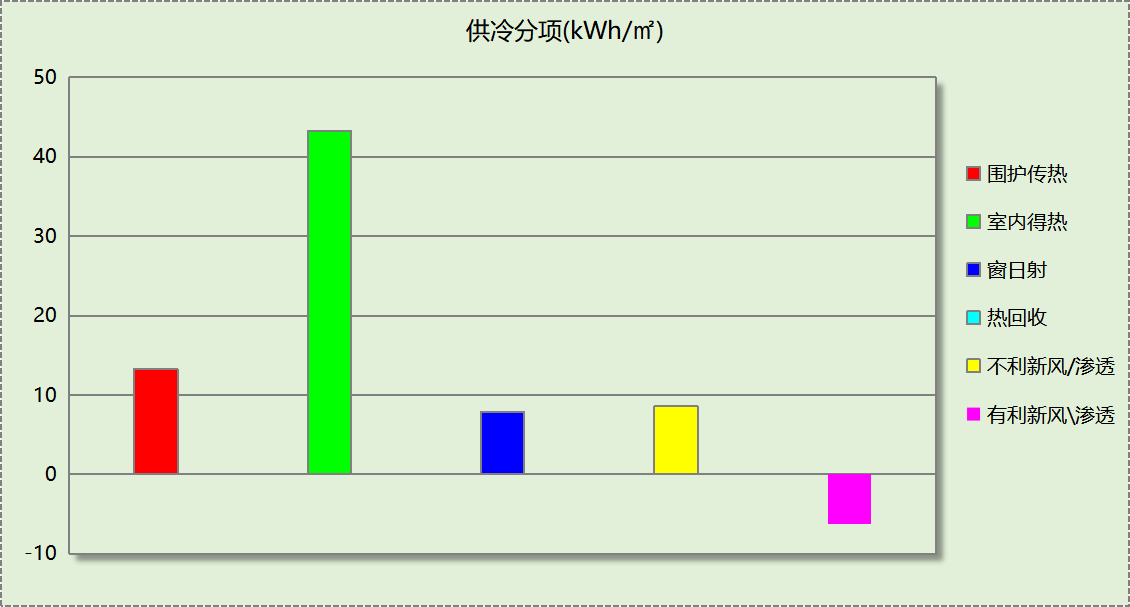 供冷分项(kWh/㎡)
50
40
30
20
10
0
-10
围护传热
室内得热
窗日射
热回收
不利新风/渗透
有利新风\渗透